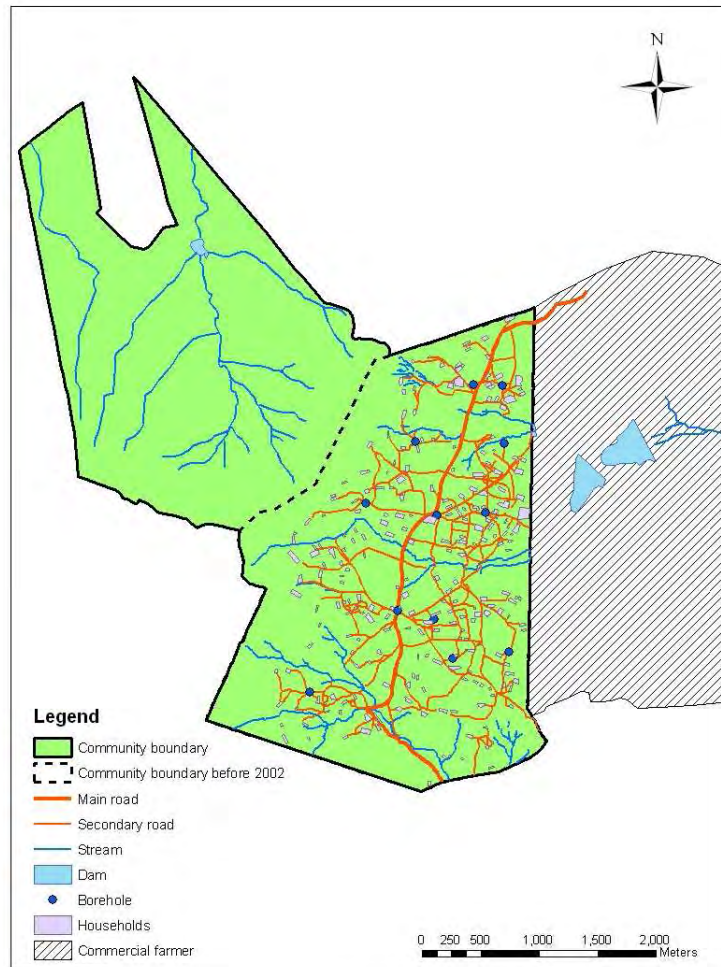 N
Legend
Community boundary
Community boundary before 2002
Main road
Secondary road
Stream
Dam
Borehole
Households
Commercial farmer
0 250 500 1,000 1,500 2,000
Meters